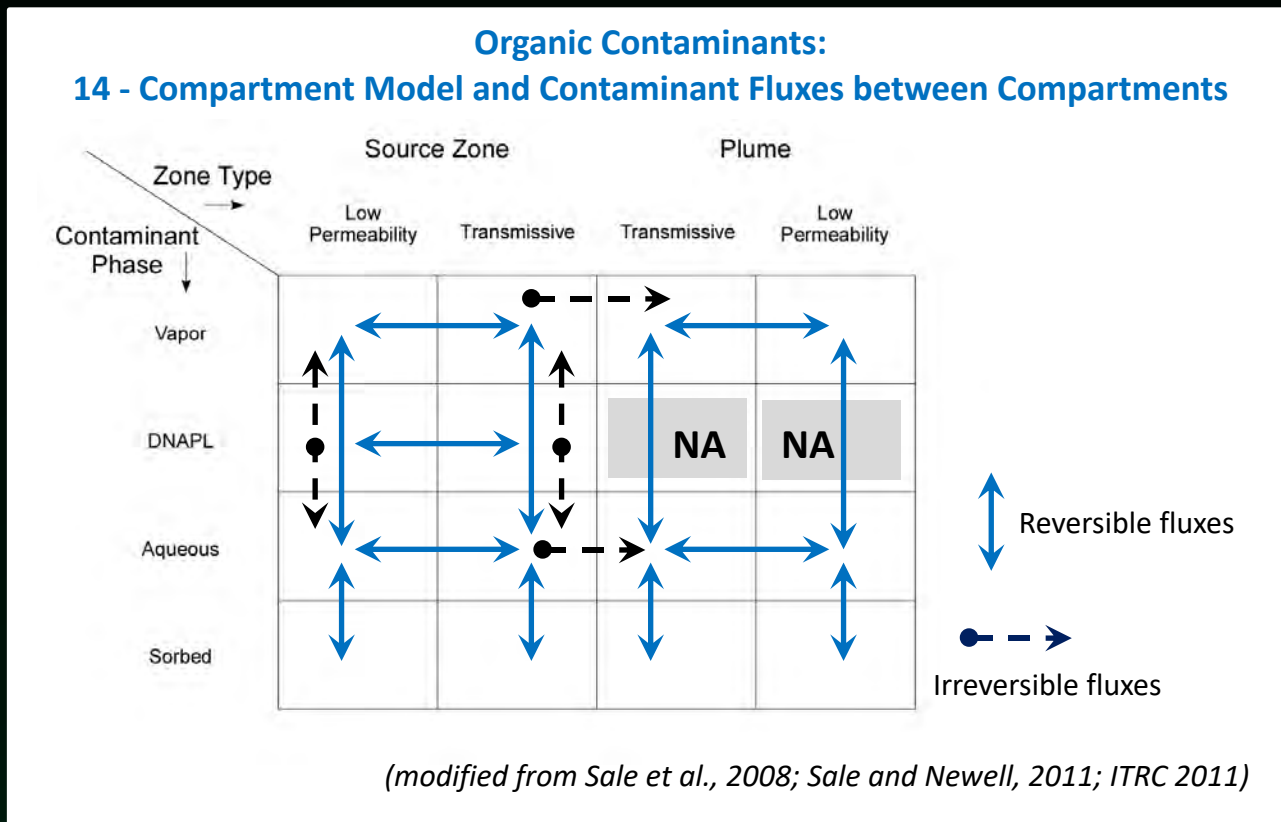 Organic Contaminants:
14 - Compartment Model and Contaminant Fluxes between Compartments
Source Zone
Plume
Zone Type
Low
Permeability
Transmissive
Transmissive
Low
Permeability
Contaminant
Phase
Vapor
DNAPL
NA
NA
Aqueous
Reversible fluxes
Sorbed
Irreversible fluxes
(modified from Sale et al., 2008; Sale and Newell, 2011; ITRC 2011)